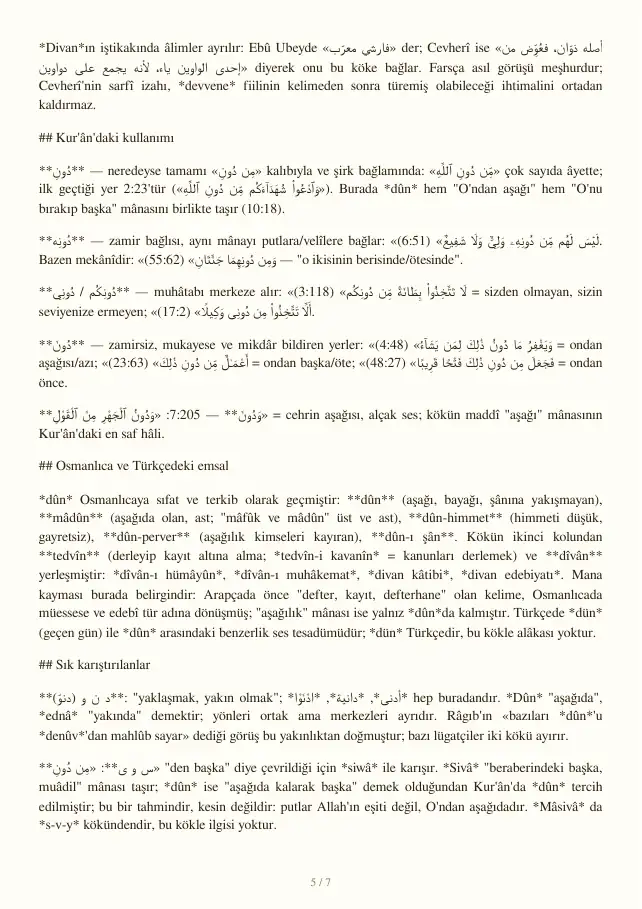 *Divan*ın iştikakında âlimler ayrılır: Ebû Ubeyde «فارسي معرّب» der; Cevherî ise «أصله دوَان، فعُوِّض من
إحدى الواوين ياء، لأنه يجمع على دواوين» diyerek onu bu köke bağlar. Farsça asıl görüşü meşhurdur;
Cevherî'nin sarfî izahı, *devvene* fiilinin kelimeden sonra türemiş olabileceği ihtimalini ortadan
kaldırmaz.
## Kur'ân'daki kullanımı
**دُونِ** — neredeyse tamamı «مِن دُونِ» kalıbıyla ve şirk bağlamında: «مِّن دُونِ ٱللَّهِ» çok sayıda âyette;
ilk geçtiği yer 2:23'tür («وَٱدۡعُواْ شُهَدَآءَكُم مِّن دُونِ ٱللَّهِ»). Burada *dûn* hem "O'ndan aşağı" hem "O'nu
bırakıp başka" mânasını birlikte taşır (10:18).
**دُونِهِ** — zamir bağlısı, aynı mânayı putlara/velîlere bağlar: «لَيۡسَ لَهُم مِّن دُونِهِۦ وَلِيّٞ وَلَا شَفِيعٞ» (6:51).
Bazen mekânîdir: «وَمِن دُونِهِمَا جَنَّتَانِ» (55:62) — "o ikisinin berisinde/ötesinde".
**دُونِكُم / دُونِى** — muhâtabı merkeze alır: «لَا تَتَّخِذُواْ بِطَانَةٗ مِّن دُونِكُمۡ» (3:118) = sizden olmayan, sizin
seviyenize ermeyen; «أَلَّا تَتَّخِذُواْ مِن دُونِى وَكِيلٗا» (17:2).
**دُونَ** — zamirsiz, mukayese ve mikdâr bildiren yerler: «وَيَغۡفِرُ مَا دُونَ ذَٰلِكَ لِمَن يَشَآءُ» (4:48) = ondan
aşağısı/azı; «أَعۡمَٰلٞ مِّن دُونِ ذَٰلِكَ» (23:63) = ondan başka/öte; «فَجَعَلَ مِن دُونِ ذَٰلِكَ فَتۡحٗا قَرِيبًا» (48:27) = ondan
önce.
**وَدُونَ** — 7:205: «وَدُونَ ٱلۡجَهۡرِ مِنَ ٱلۡقَوۡلِ» = cehrin aşağısı, alçak ses; kökün maddî "aşağı" mânasının
Kur'ân'daki en saf hâli.
## Osmanlıca ve Türkçedeki emsal
*dûn* Osmanlıcaya sıfat ve terkib olarak geçmiştir: **dûn** (aşağı, bayağı, şânına yakışmayan),
**mâdûn** (aşağıda olan, ast; "mâfûk ve mâdûn" üst ve ast), **dûn-himmet** (himmeti düşük,
gayretsiz), **dûn-perver** (aşağılık kimseleri kayıran), **dûn-ı şân**. Kökün ikinci kolundan
**tedvîn** (derleyip kayıt altına alma; *tedvîn-i kavanîn* = kanunları derlemek) ve **dîvân**
yerleşmiştir: *dîvân-ı hümâyûn*, *dîvân-ı muhâkemat*, *divan kâtibi*, *divan edebiyatı*. Mana
kayması burada belirgindir: Arapçada önce "defter, kayıt, defterhane" olan kelime, Osmanlıcada
müessese ve edebî tür adına dönüşmüş; "aşağılık" mânası ise yalnız *dûn*da kalmıştır. Türkçede *dün*
(geçen gün) ile *dûn* arasındaki benzerlik ses tesadümüdür; *dün* Türkçedir, bu kökle alâkası yoktur.
## Sık karıştırılanlar
**د ن و (دنوّ)**: "yaklaşmak, yakın olmak"; *أدنى*, *دانية*, *ادْنُوْا* hep buradandır. *Dûn* "aşağıda",
*ednâ* "yakında" demektir; yönleri ortak ama merkezleri ayrıdır. Râgıb'ın «bazıları *dûn*'u
*denüv*'dan mahlûb sayar» dediği görüş bu yakınlıktan doğmuştur; bazı lügatçiler iki kökü ayırır.
**س و ى**: «مِن دُونِ» "den başka" diye çevrildiği için *siwâ* ile karışır. *Sivâ* "beraberindeki başka,
muâdil" mânası taşır; *dûn* ise "aşağıda kalarak başka" demek olduğundan Kur'ân'da *dûn* tercih
edilmiştir; bu bir tahmindir, kesin değildir: putlar Allah'ın eşiti değil, O'ndan aşağıdadır. *Mâsivâ* da
*s-v-y* kökündendir, bu kökle ilgisi yoktur.
5 / 7